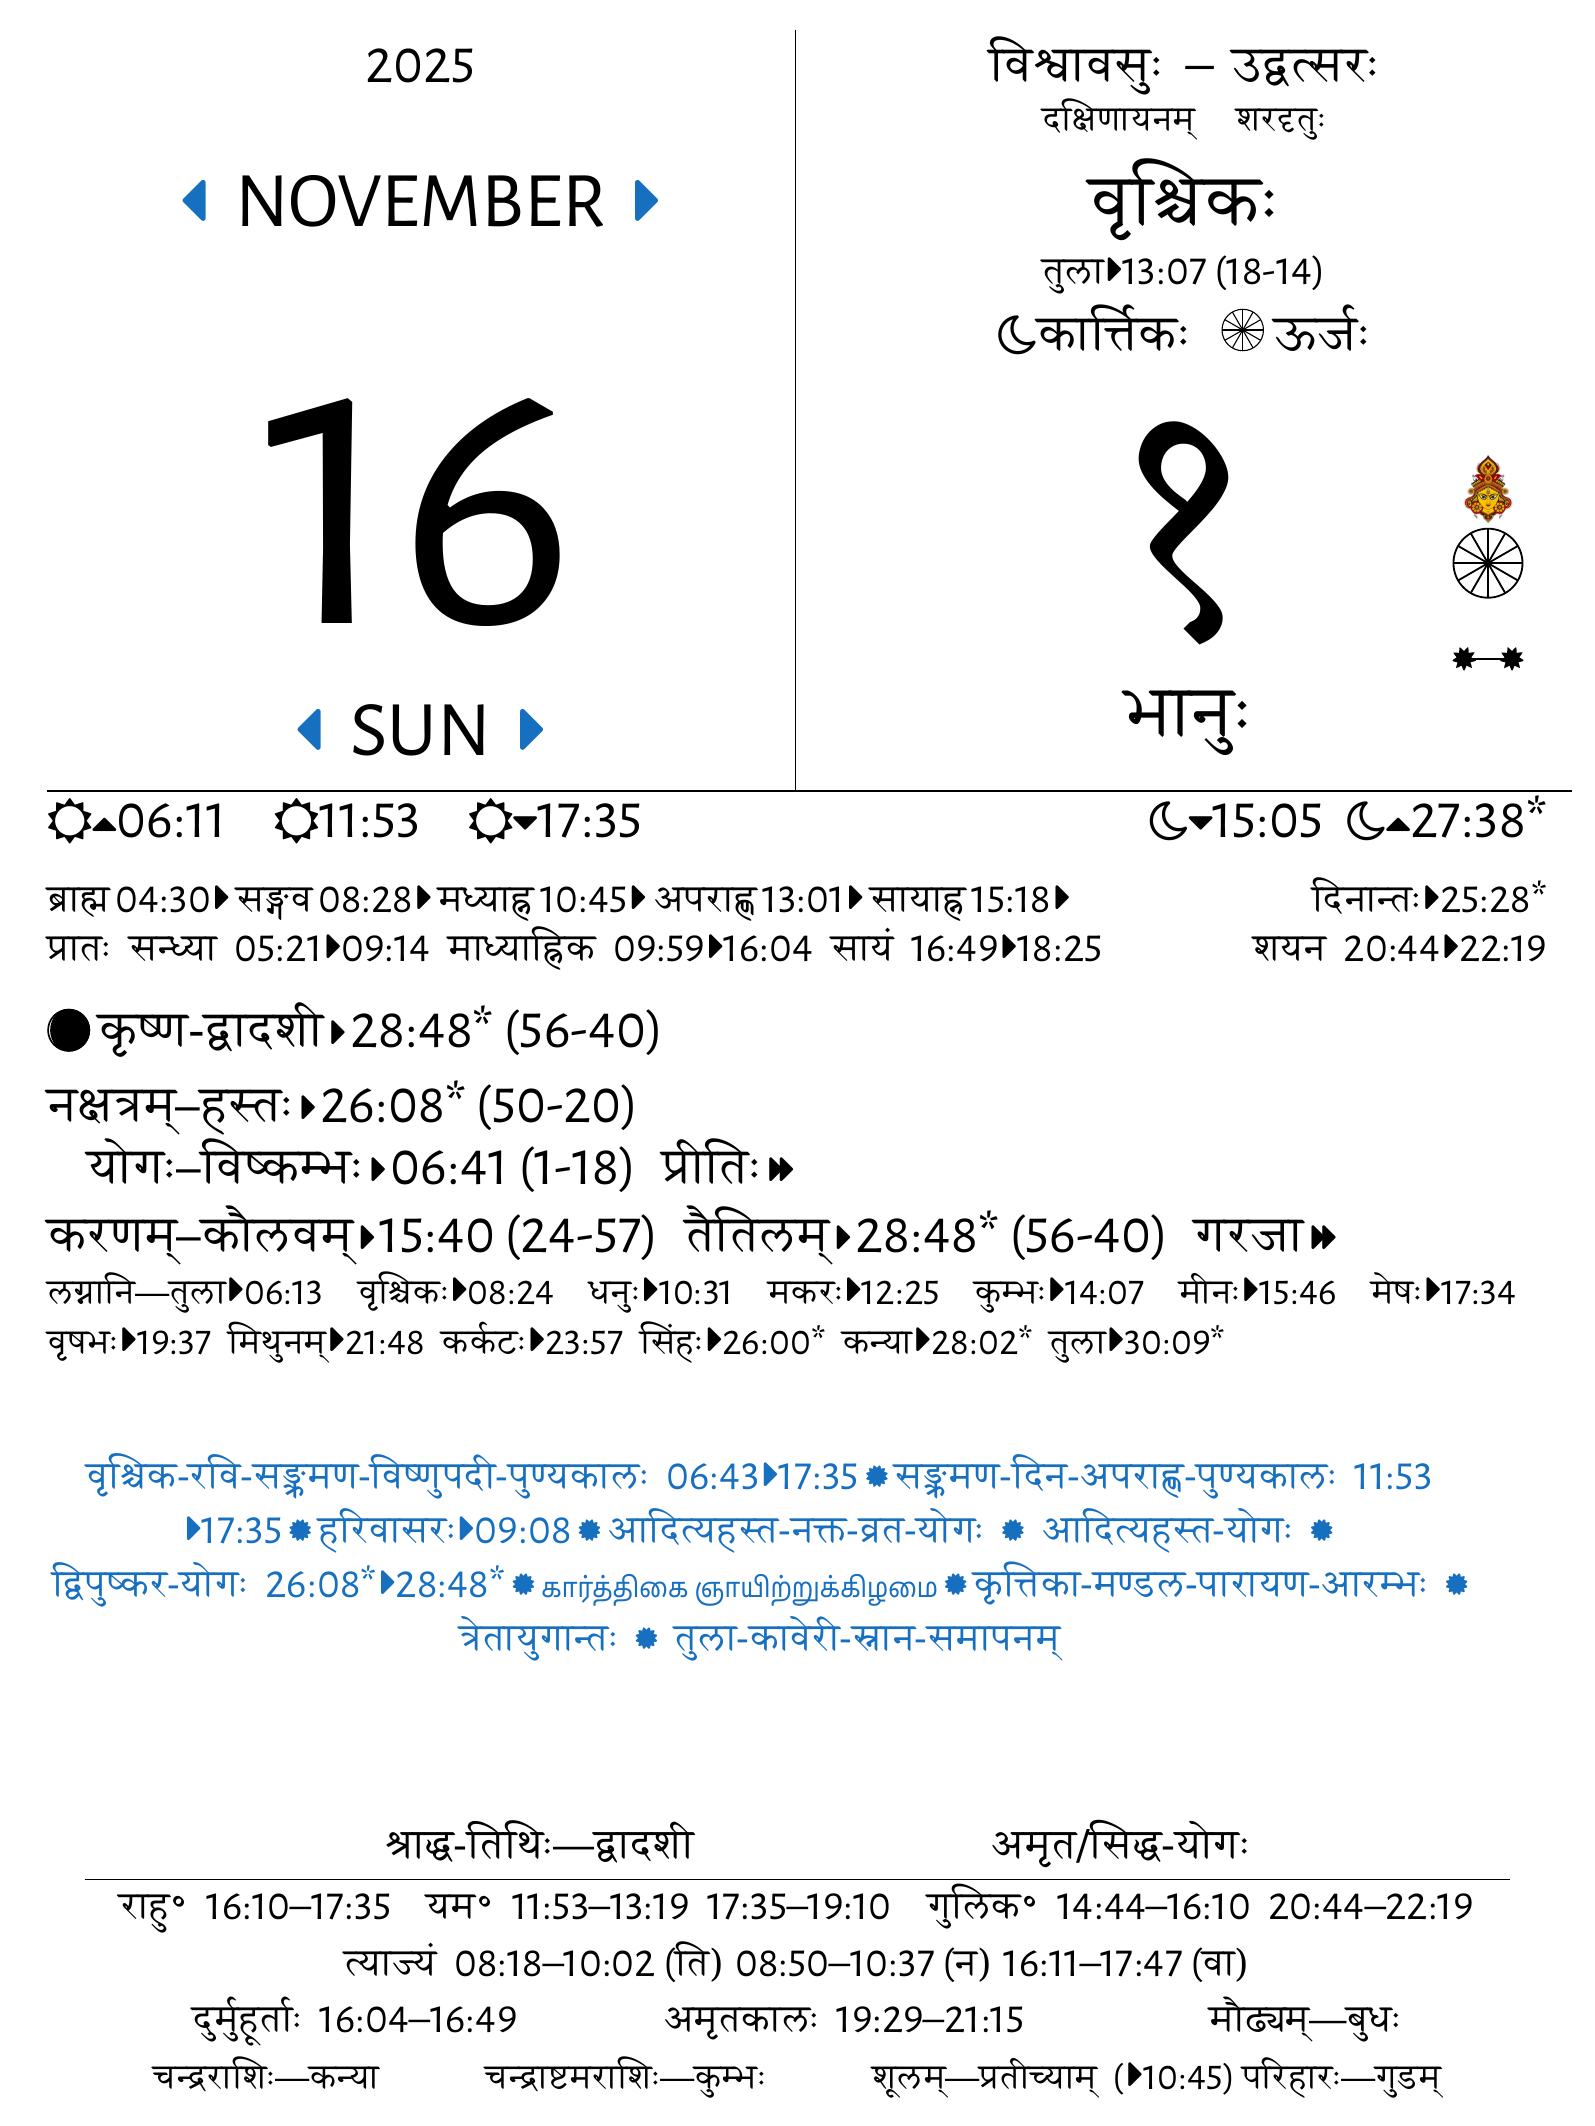 2025
NOVEMBER
16
SUN
विश्वावसुः – उद्वत्सरः
दक्षिणायनम् शरदृतुः
वृश्चिकः
तुला13:07 (18-14)
कार्त्तिकः ऊर्जः
१
भानुः
06:11 11:53 17:35 15:05 27:38*
ब्राह्म 04:30 सङ्गव 08:28 मध्याह्न 10:45 अपराह्ण 13:01 सायाह्न 15:18 दिनान्तः25:28*
प्रातः सन्ध्या 05:21 09:14 माध्याह्निक 09:59 16:04 सायं 16:49 18:25 शयन 20:44 22:19
कृष्ण-द्वादशी 28:48* (56-40)
नक्षत्रम्–हस्तः 26:08* (50-20)
योगः–विष्कम्भः 06:41 (1-18) प्रीतिः
करणम्–कौलवम् 15:40 (24-57) तैतिलम् 28:48* (56-40) गरजा
लग्नानि—तुला 06:13 वृश्चिकः 08:24 धनुः 10:31 मकरः 12:25 कुम्भः 14:07 मीनः 15:46 मेषः 17:34
वृषभः 19:37 मिथुनम् 21:48 कर्कटः 23:57 सिंहः 26:00* कन्या 28:02* तुला 30:09*
वृश्चिक-रवि-सङ्क्रमण-विष्णुपदी-पुण्यकालः 06:43 17:35 सङ्क्रमण-दिन-अपराह्ण-पुण्यकालः 11:53
17:35 हरिवासरः 09:08 आदित्यहस्त-नक्त-व्रत-योगः आदित्यहस्त-योगः
द्विपुष्कर-योगः 26:08* 28:48* கார்த்திகை ஞாயிற்றுக்கிழமை कृत्तिका-मण्डल-पारायण-आरम्भः
त्रेतायुगान्तः तुला-कावेरी-स्नान-समापनम्
श्राद्ध-तिथिः—द्वादशी अमृत/सिद्ध-योगः
राहु॰ 16:10–17:35 यम॰ 11:53–13:19 17:35–19:10 गुलिक॰ 14:44–16:10 20:44–22:19
त्याज्यं 08:18–10:02 (ति) 08:50–10:37 (न) 16:11–17:47 (वा)
दुर्मुहूर्ताः 16:04–16:49 अमृतकालः 19:29–21:15 मौढ्यम्—बुधः
चन्द्रराशिः—कन्या चन्द्राष्टमराशिः—कुम्भः शूलम्—प्रतीच्याम् (10:45) परिहारः—गुडम्